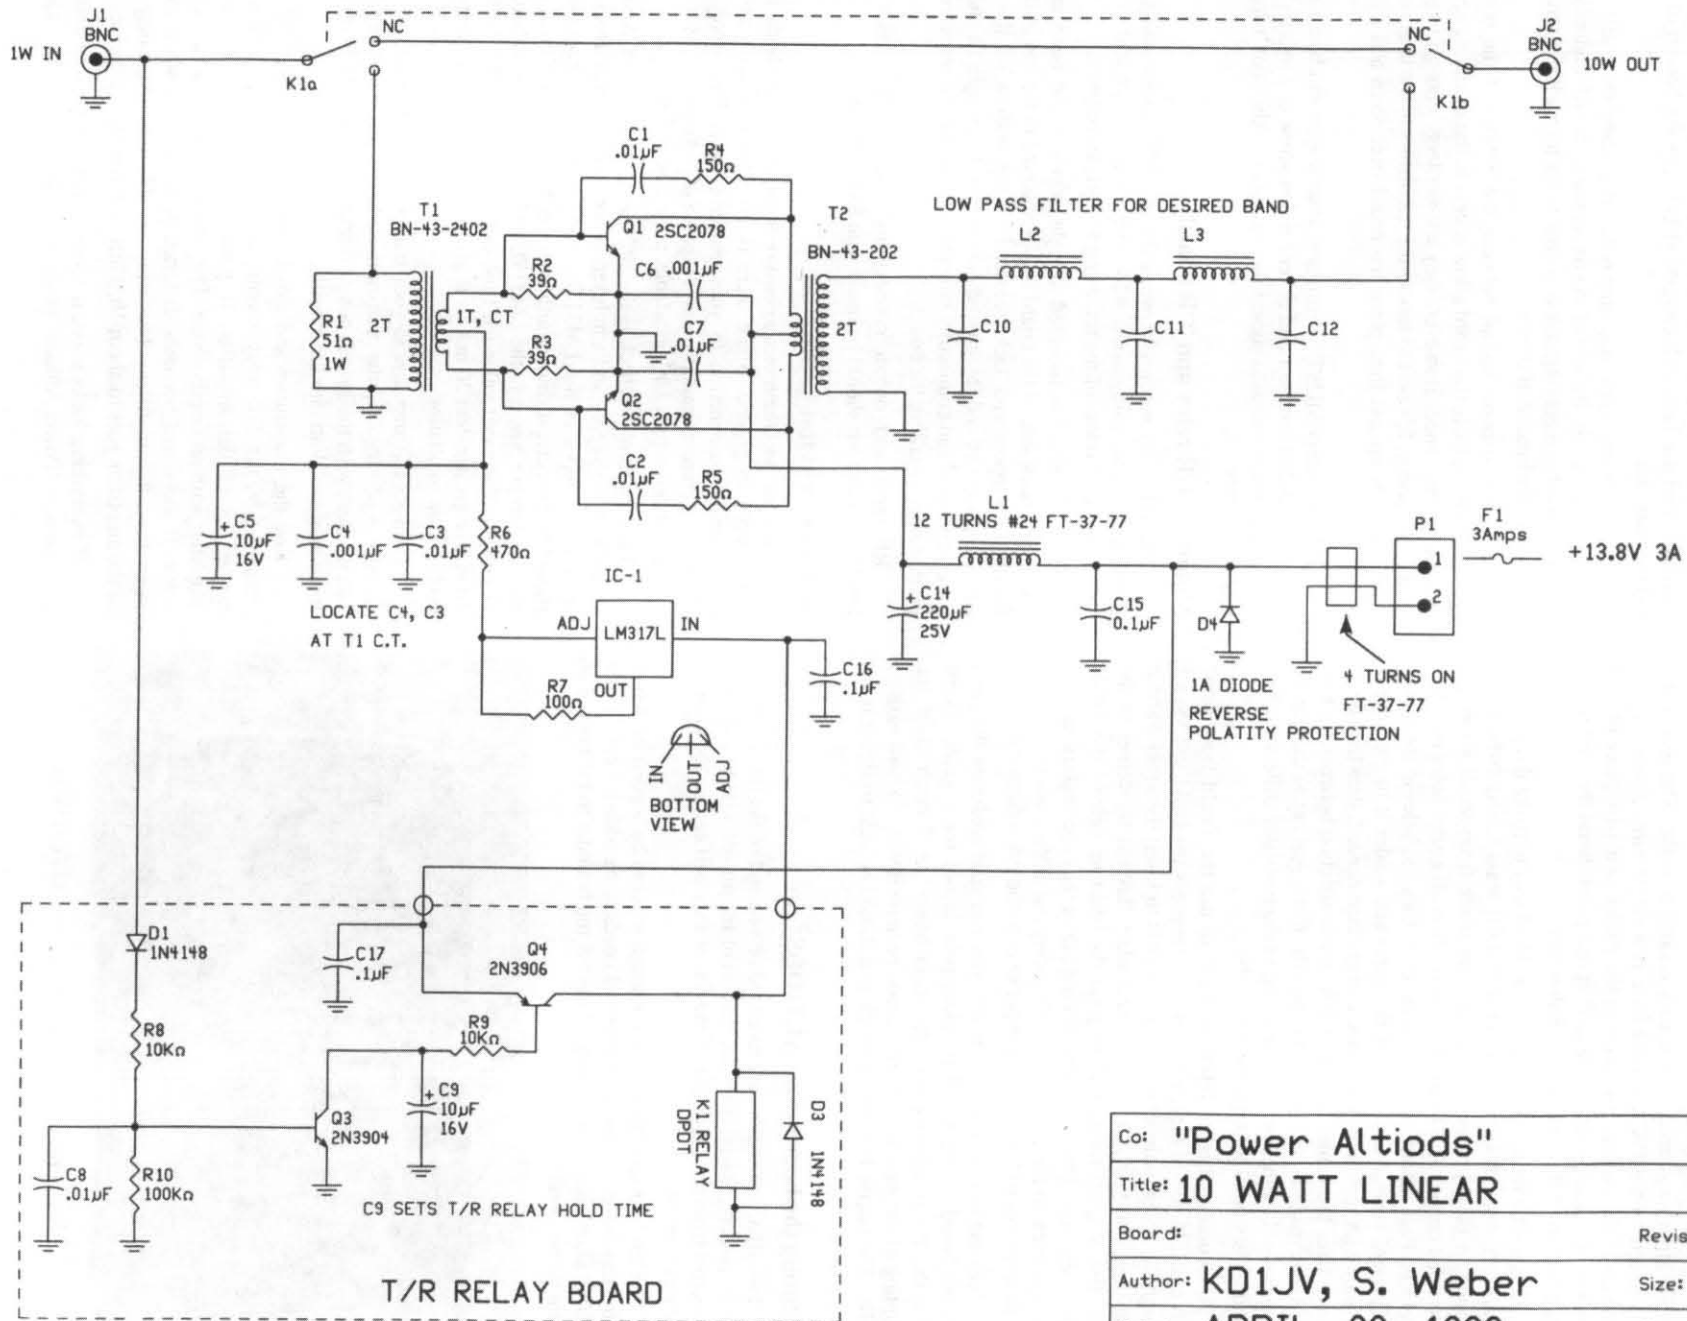 J1
BNC
1W IN
K1a
NC
NC
K1b
J2
BNC
10W OUT
C1
.01µF
R4
150Ω
T1
BN-43-2402
Q1
2SC2078
T2
BN-43-202
LOW PASS FILTER FOR DESIRED BAND
L2
L3
R1
51Ω
1W
2T
1T, CT
R2
39Ω
C6 .001µF
C7
.01µF
R3
39Ω
Q2
2SC2078
2T
C10
C11
C12
C2
.01µF
R5
150Ω
C5
10µF
16V
C4
.001µF
C3
.01µF
R6
470Ω
LOCATE C4, C3
AT T1 C.T.
L1
12 TURNS #24 FT-37-77
P1
F1
3Amps
+13.8V 3A
1
2
IC-1
ADJ
LM317L
IN
OUT
R7
100Ω
+ C14
220µF
25V
C15
0.1µF
D4
C16
.1µF
1A DIODE
REVERSE
POLATITY PROTECTION
4 TURNS ON
FT-37-77
IN
OUT
ADJ
BOTTOM
VIEW
D1
1N4148
C17
.1µF
Q4
2N3906
R8
10KΩ
R9
10KΩ
+ C9
10µF
16V
Q3
2N3904
K1 RELAY
DPDT
D3 1N4148
C8
.01µF
R10
100KΩ
C9 SETS T/R RELAY HOLD TIME
T/R RELAY BOARD
Co: "Power Altiods"
Title: 10 WATT LINEAR
Board: Revis
Author: KD1JV, S. Weber Size: